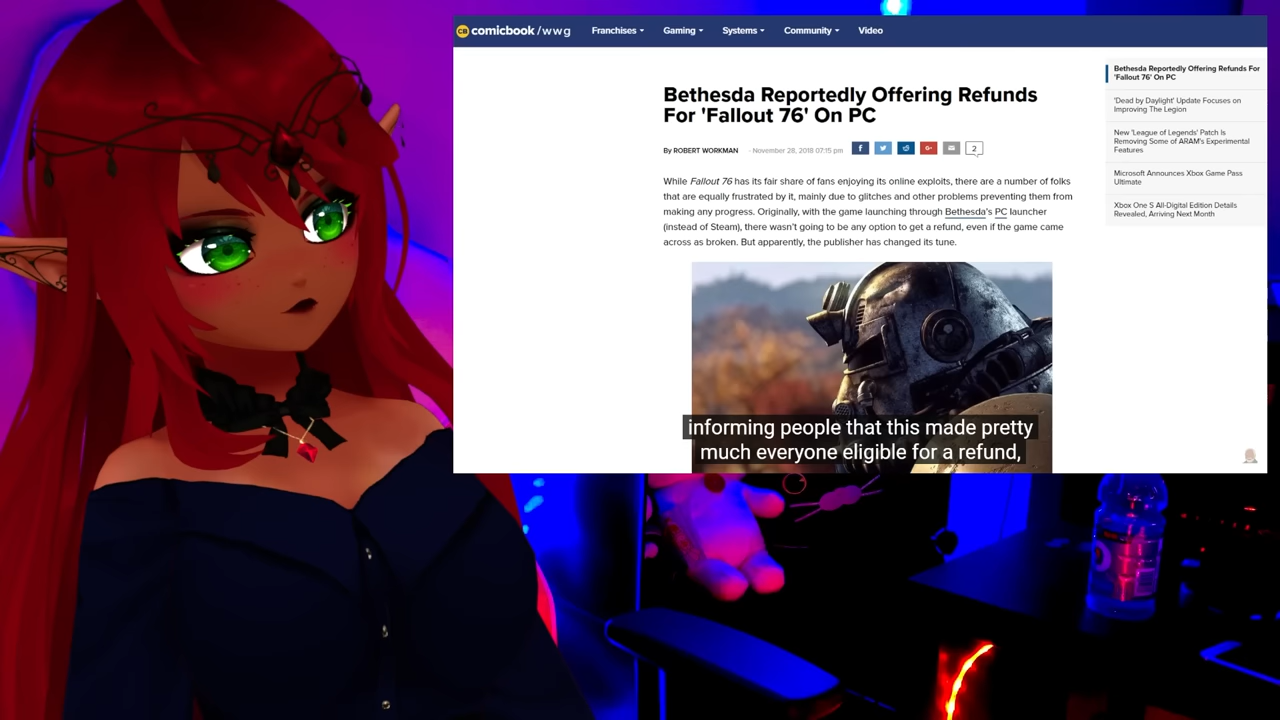 comicbook /wwg
Franchises Gaming Systems Community Video
Bethesda Reportedly Offering Refunds
For 'Fallout 76' On PC
By ROBERT WORKMAN - November 28, 2018 07:15 pm
2
While Fallout 76 has its fair share of fans enjoying its online exploits, there are a number of folks
that are equally frustrated by it, mainly due to glitches and other problems preventing them from
making any progress. Originally, with the game launching through Bethesda's PC launcher
(instead of Steam), there wasn't going to be any option to get a refund, even if the game came
across as broken. But apparently, the publisher has changed its tune.
informing people that this made pretty
much everyone eligible for a refund,
Bethesda Reportedly Offering Refunds For
'Fallout 76' On PC
'Dead by Daylight' Update Focuses on
Improving The Legion
New 'League of Legends' Patch Is
Removing Some of ARAM's Experimental
Features
Microsoft Announces Xbox Game Pass
Ultimate
Xbox One S All-Digital Edition Details
Revealed, Arriving Next Month